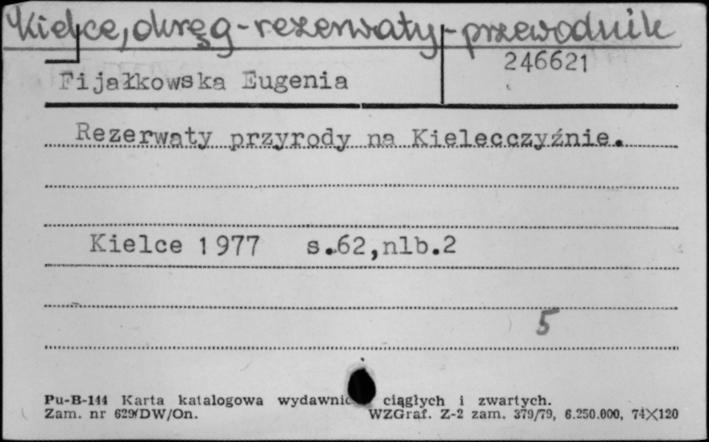 Kielce, okręg - rezerwaty - przewodnik
246621
Fijałkowska Eugenia
Rezerwaty przyrody na Kielecczyźnie.
Kielce 1977 s.62,nlb.2
5
Pu-B-144 Karta katalogowa ciągłych i zwartych.
Zam. nr 629/DW/On. WZGraf. Z-2 zam. 379/79, 6.250.000, 74X120